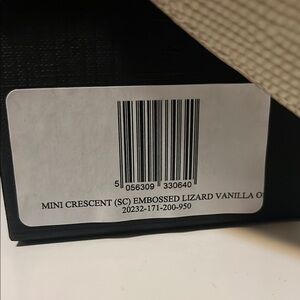 5 056309 330640
MINI CRESCENT (SC) EMBOSSED LIZARD VANILLA
20232-171-200-950